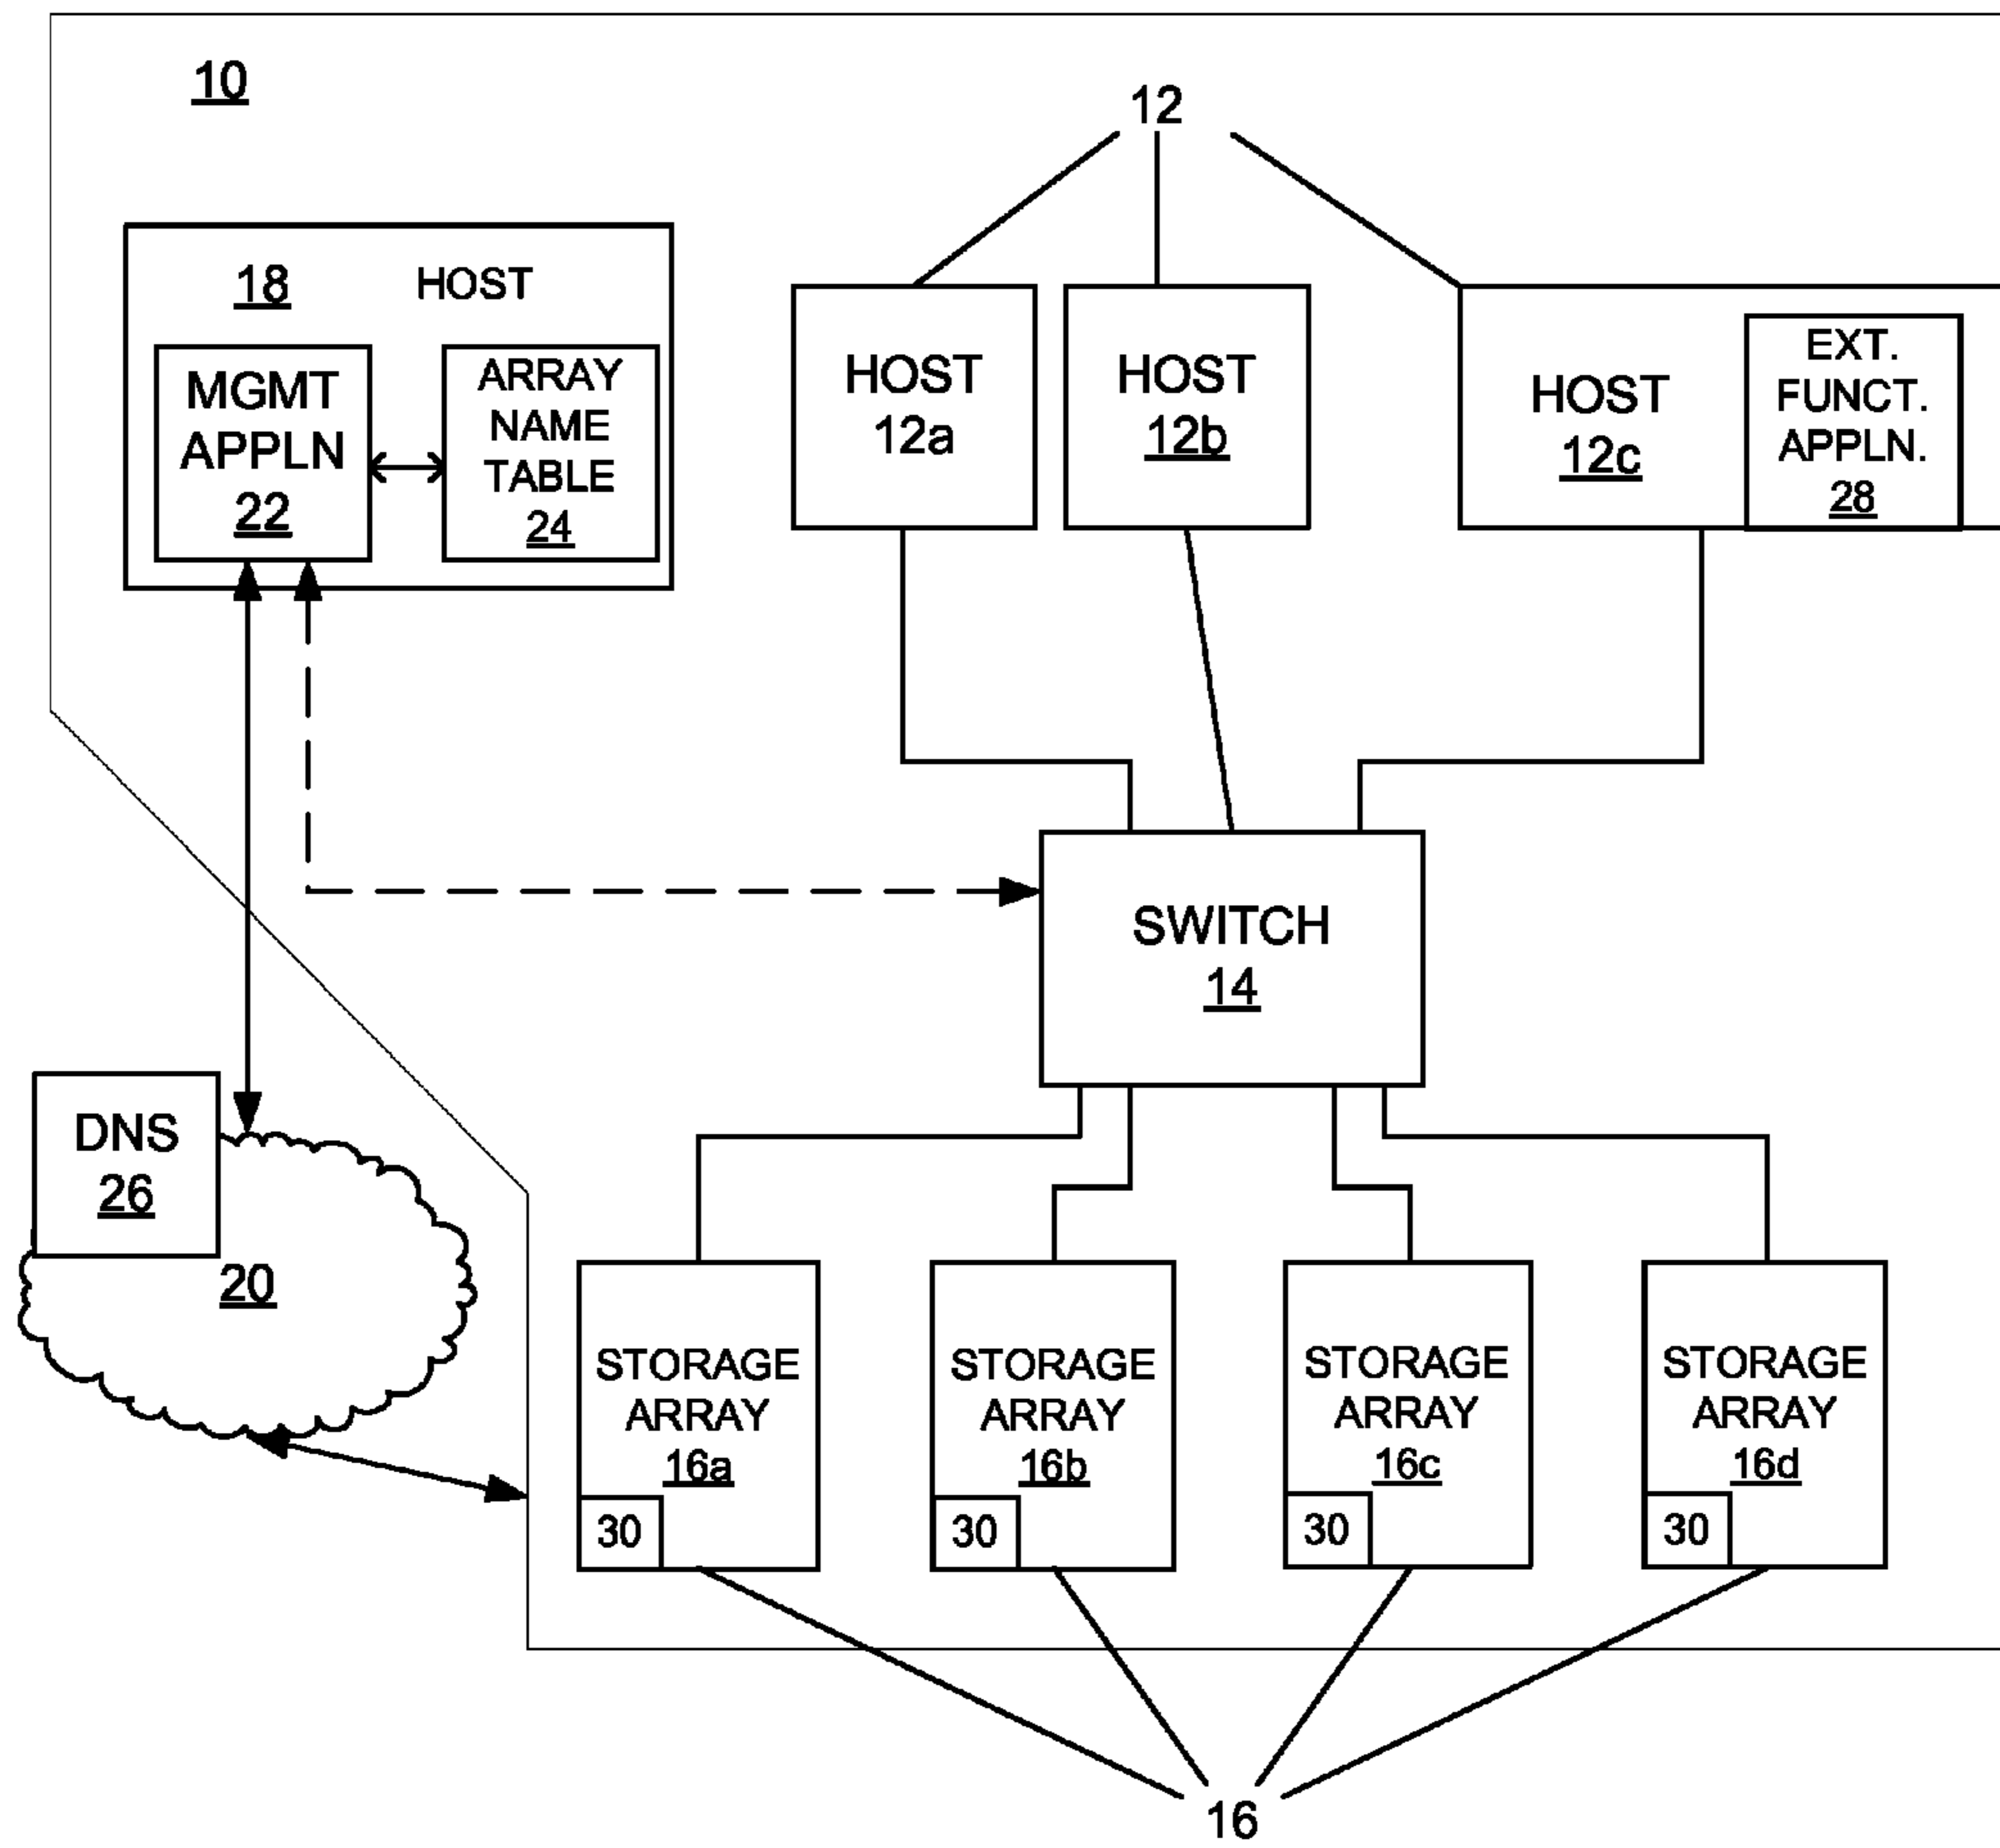 10
12
18 HOST
MGMT
APPLN
22
ARRAY
NAME
TABLE
24
HOST
12a
HOST
12b
HOST
12c
EXT.
FUNCT.
APPLN.
28
SWITCH
14
DNS
26
20
STORAGE
ARRAY
16a
30
STORAGE
ARRAY
16b
30
STORAGE
ARRAY
16c
30
STORAGE
ARRAY
16d
30
16